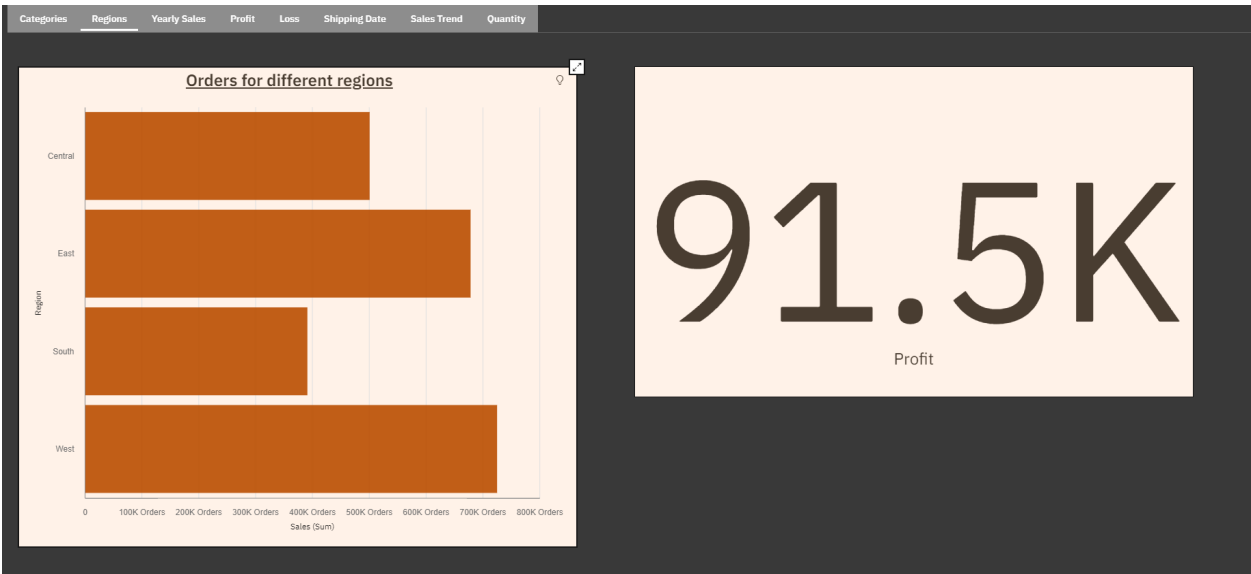 Categories Regions Yearly Sales Profit Loss Shipping Date Sales Trend Quantity
Orders for different regions
Region
Central
East
South
West
0 100K Orders 200K Orders 300K Orders 400K Orders 500K Orders 600K Orders 700K Orders 800K Orders
Sales (Sum)
91.5K
Profit